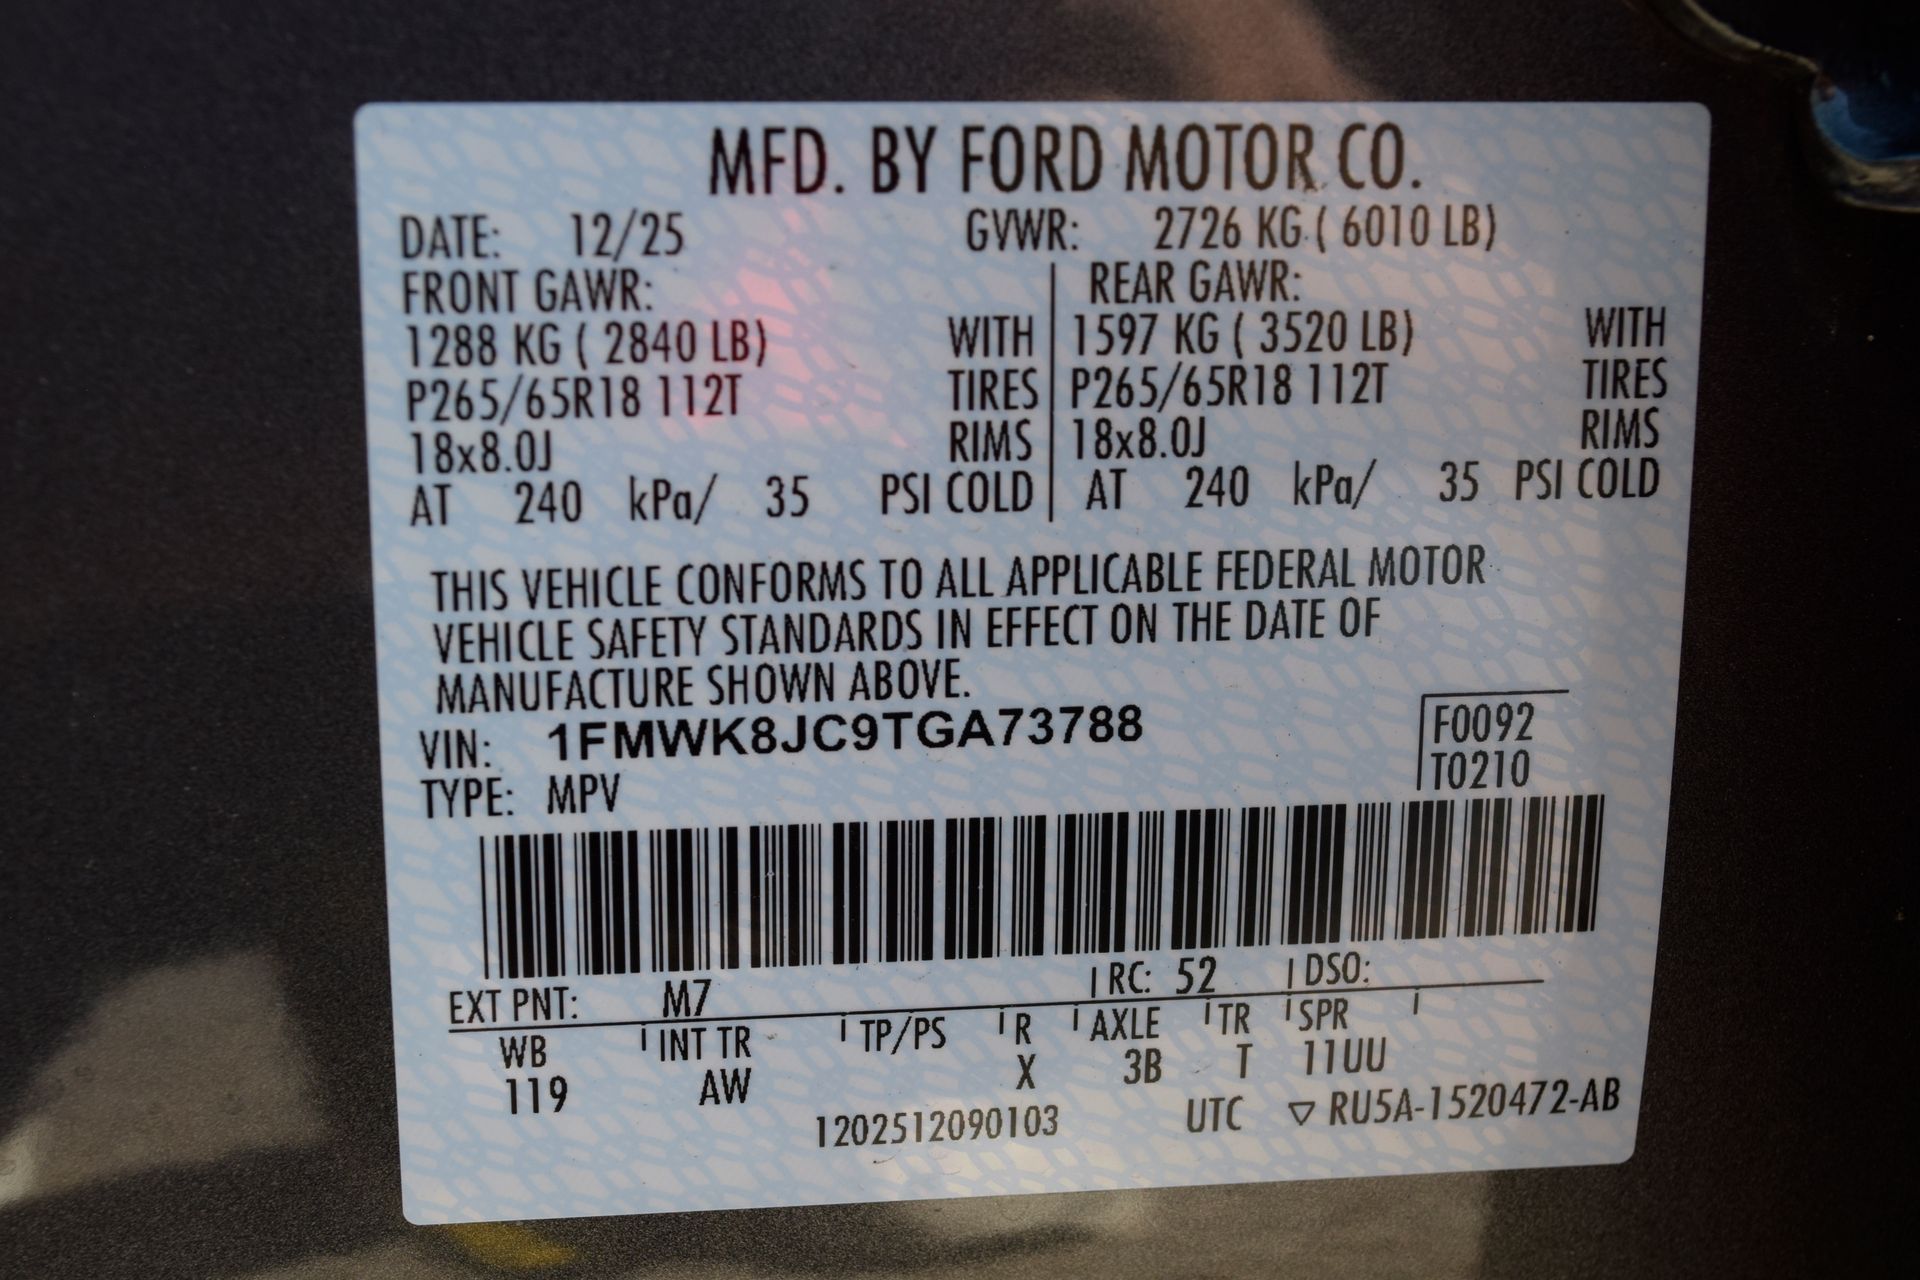 MFD. BY FORD MOTOR CO.
DATE: 12/25 GVWR: 2726 KG ( 6010 LB)
FRONT GAWR: REAR GAWR:
1288 KG ( 2840 LB) WITH 1597 KG ( 3520 LB) WITH
P265/65R18 112T TIRES P265/65R18 112T TIRES
18x8.0J RIMS 18x8.0J RIMS
AT 240 kPa/ 35 PSI COLD AT 240 kPa/ 35 PSI COLD
THIS VEHICLE CONFORMS TO ALL APPLICABLE FEDERAL MOTOR
VEHICLE SAFETY STANDARDS IN EFFECT ON THE DATE OF
MANUFACTURE SHOWN ABOVE.
VIN: 1FMWK8JC9TGA73788 F0092
TYPE: MPV T0210
EXT PNT: M7 RC: 52 DSO:
WB INT TR TP/PS R AXLE TR SPR
119 AW X 3B T 11UU
1202512090103 UTC ▽ RU5A-1520472-AB